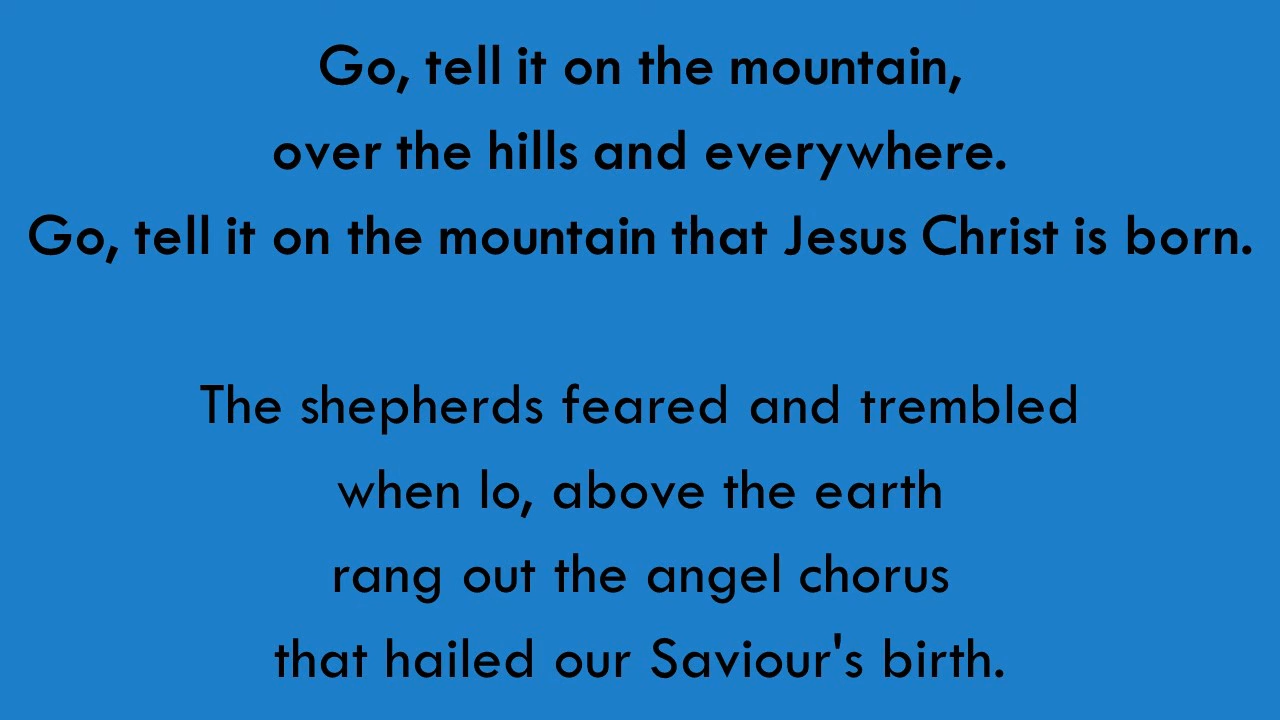 Go, tell it on the mountain,
over the hills and everywhere.
Go, tell it on the mountain that Jesus Christ is born.
The shepherds feared and trembled
when lo, above the earth
rang out the angel chorus
that hailed our Saviour's birth.